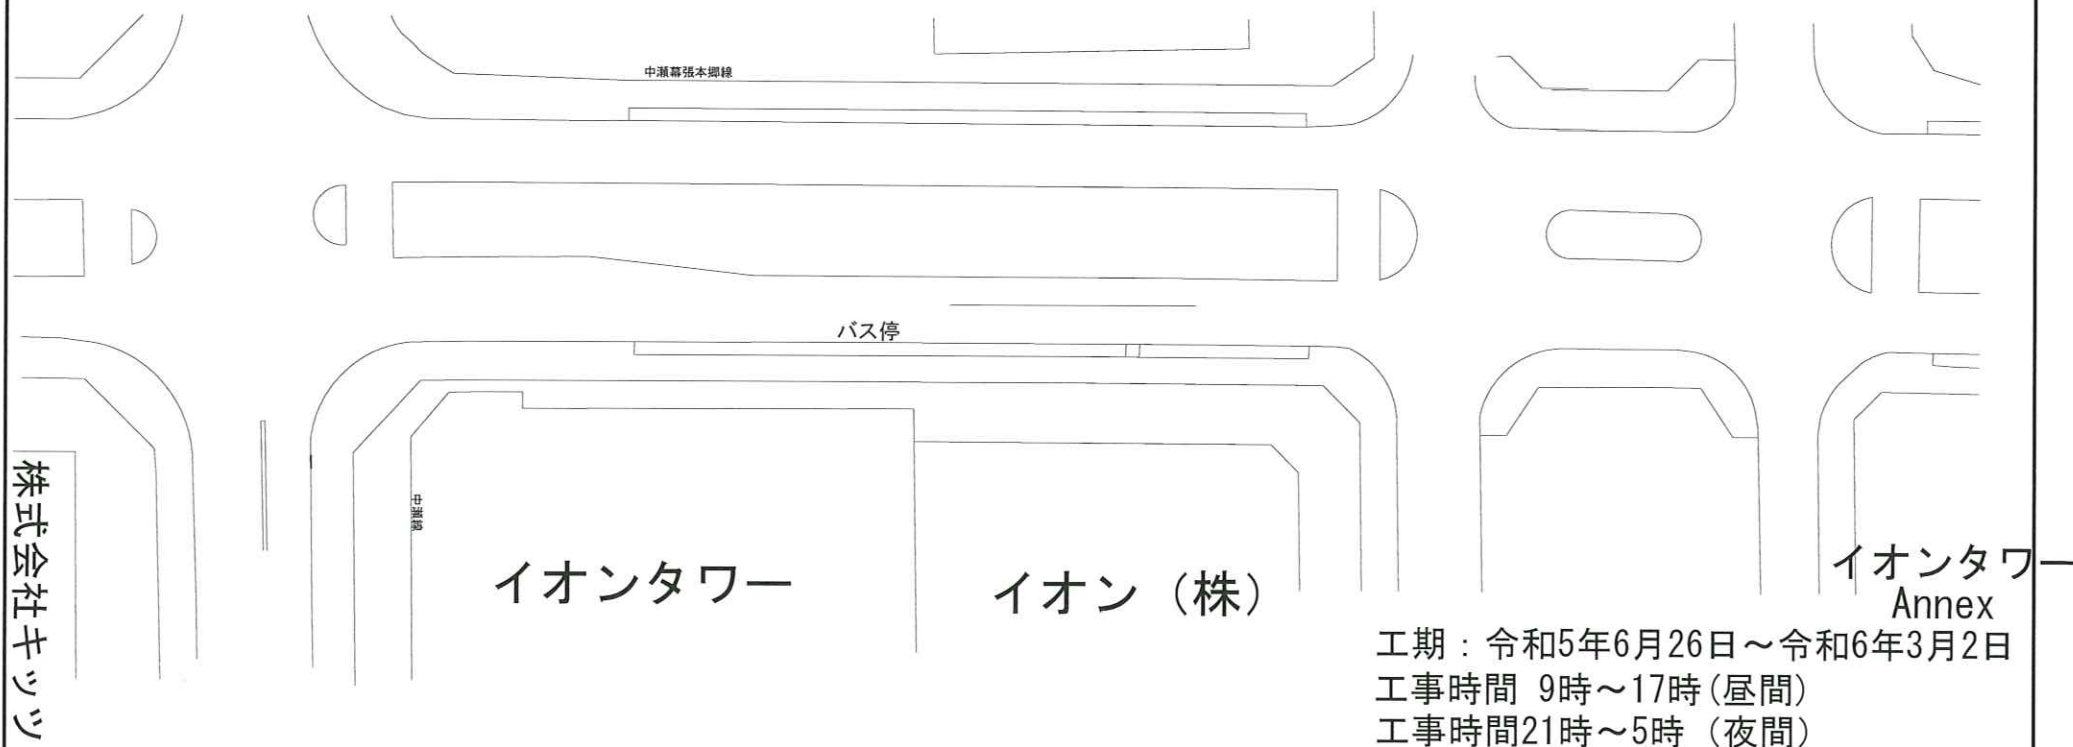 中瀬幕張本郷線
バス停
中瀬線
株式会社キッツ
イオンタワー
イオン（株）
イオンタワー
Annex
工期：令和5年6月26日～令和6年3月2日
工事時間 9時～17時(昼間)
工事時間21時～5時 (夜間)